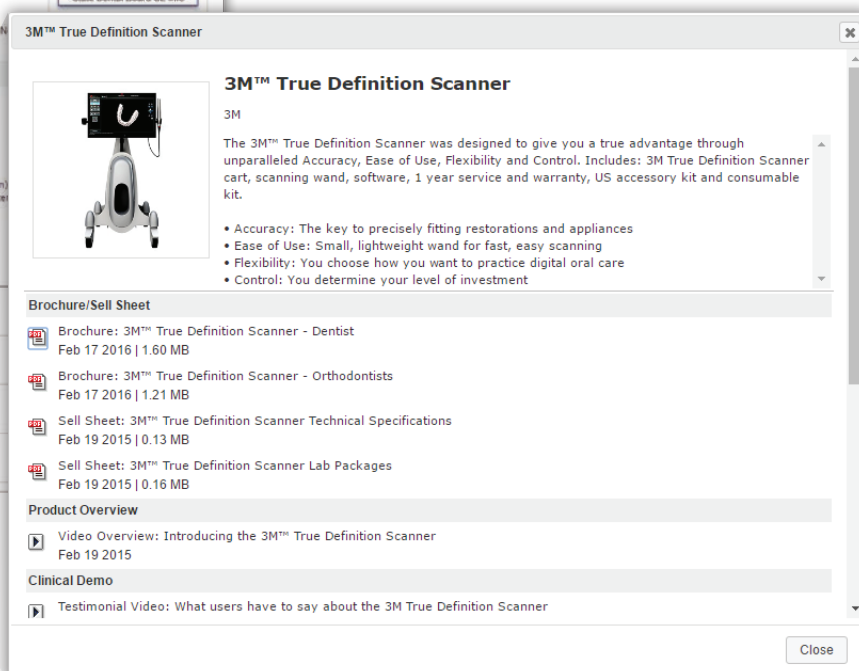 3M™ True Definition Scanner
3M™ True Definition Scanner
3M
The 3M™ True Definition Scanner was designed to give you a true advantage through
unparalleled Accuracy, Ease of Use, Flexibility and Control. Includes: 3M True Definition Scanner
cart, scanning wand, software, 1 year service and warranty, US accessory kit and consumable
kit.
• Accuracy: The key to precisely fitting restorations and appliances
• Ease of Use: Small, lightweight wand for fast, easy scanning
• Flexibility: You choose how you want to practice digital oral care
• Control: You determine your level of investment
Brochure/Sell Sheet
Brochure: 3M™ True Definition Scanner - Dentist
Feb 17 2016 | 1.60 MB
Brochure: 3M™ True Definition Scanner - Orthodontists
Feb 17 2016 | 1.21 MB
Sell Sheet: 3M™ True Definition Scanner Technical Specifications
Feb 19 2015 | 0.13 MB
Sell Sheet: 3M™ True Definition Scanner Lab Packages
Feb 19 2015 | 0.16 MB
Product Overview
Video Overview: Introducing the 3M™ True Definition Scanner
Feb 19 2015
Clinical Demo
Testimonial Video: What users have to say about the 3M True Definition Scanner
Close